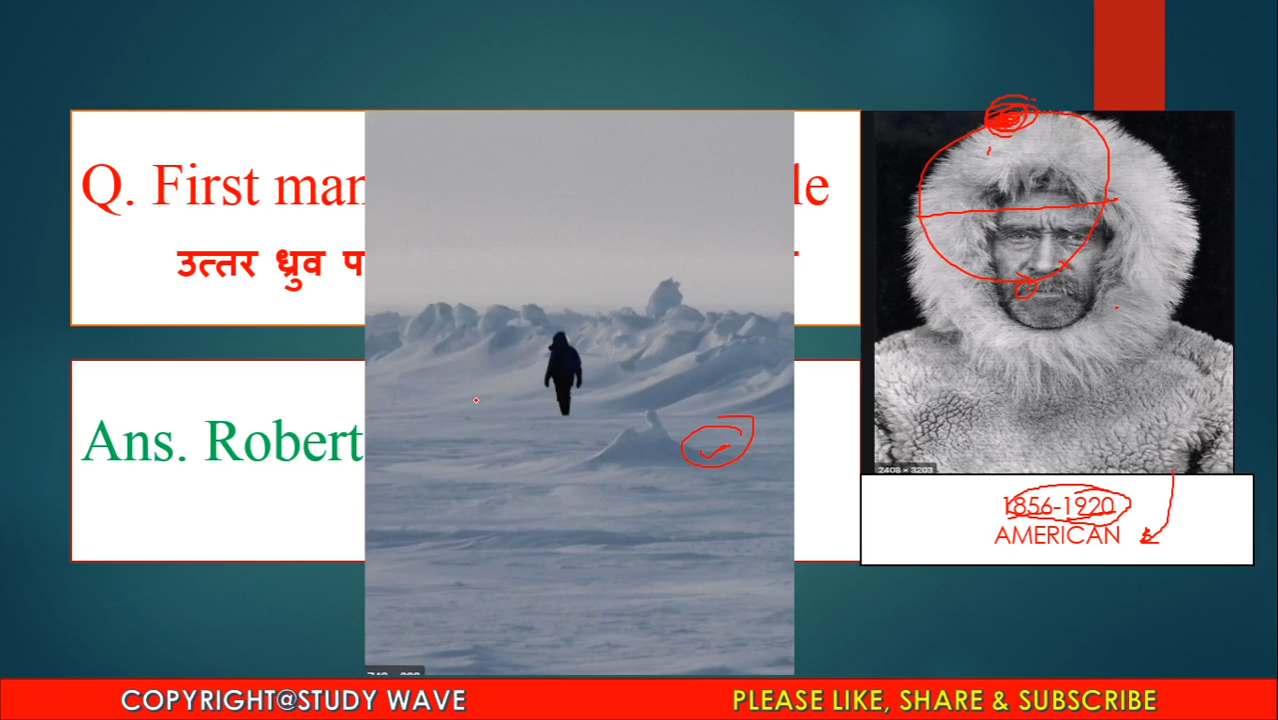 Q. First man le
उत्तर ध्रुव प
Ans. Robert
2408 × 3203
1856-1920
AMERICAN
COPYRIGHT@STUDY WAVE
PLEASE LIKE, SHARE & SUBSCRIBE